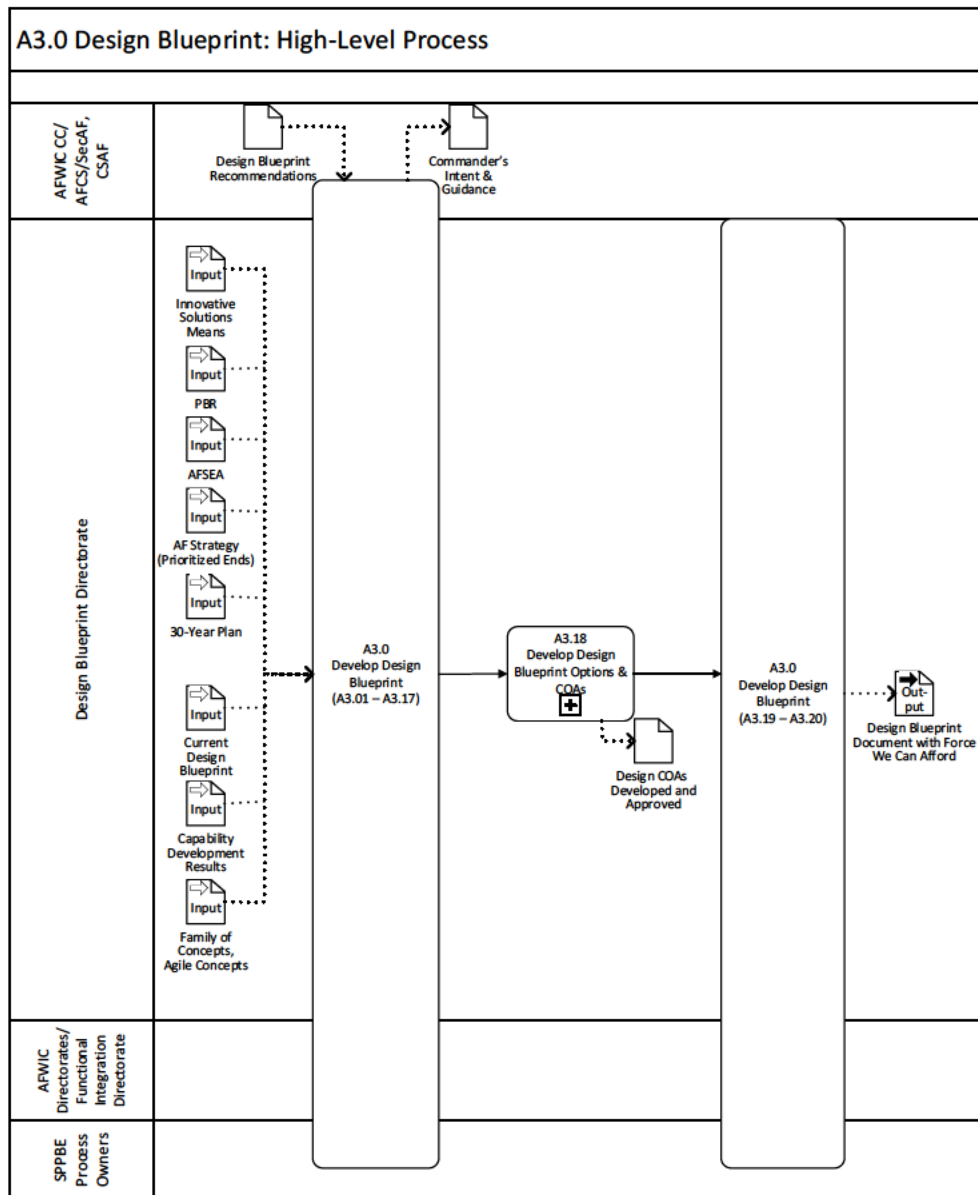 A3.0 Design Blueprint: High-Level Process
AFWIC CC/
AFCS/SecAF,
CSAF
Design Blueprint
Recommendations
Commander's
Intent &
Guidance
Design Blueprint Directorate
Input
Innovative
Solutions
Means
Input
PBR
Input
AFSEA
Input
AF Strategy
(Prioritized Ends)
Input
30-Year Plan
Input
Current
Design
Blueprint
Input
Capability
Development
Results
Input
Family of
Concepts,
Agile Concepts
A3.0
Develop Design
Blueprint
(A3.01 – A3.17)
A3.18
Develop Design
Blueprint Options &
COAs
Design COAs
Developed and
Approved
A3.0
Develop Design
Blueprint
(A3.19 – A3.20)
Out-
put
Design Blueprint
Document with Force
We Can Afford
AFWIC
Directorates/
Functional
Integration
Directorate
SPPBE
Process
Owners